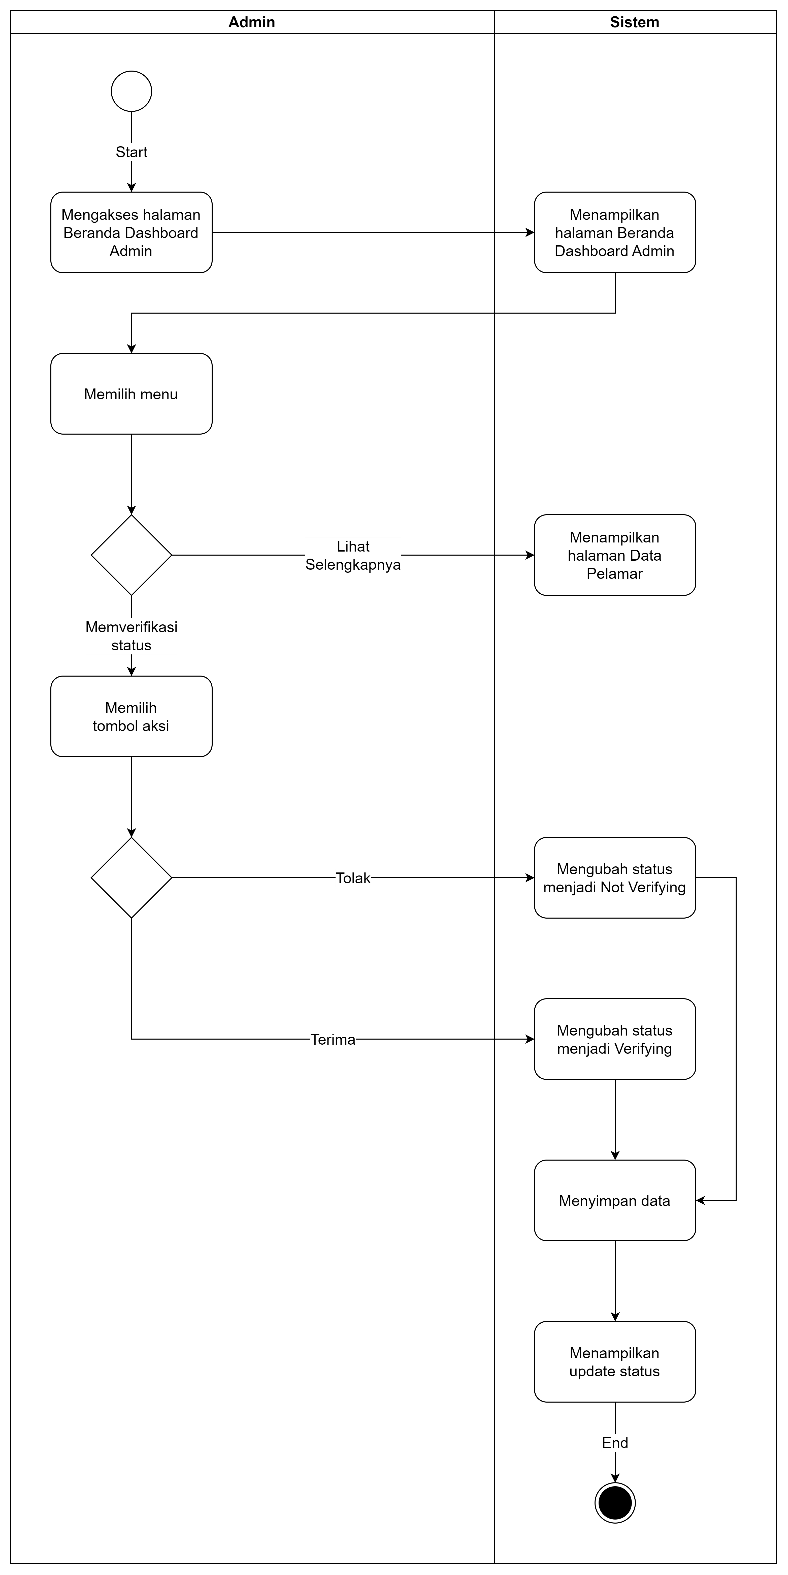 Admin
Sistem
Start
Mengakses halaman
Beranda Dashboard
Admin
Menampilkan
halaman Beranda
Dashboard Admin
Memilih menu
Lihat
Selengkapnya
Menampilkan
halaman Data
Pelamar
Memverifikasi
status
Memilih
tombol aksi
Tolak
Mengubah status
menjadi Not Verifying
Terima
Mengubah status
menjadi Verifying
Menyimpan data
Menampilkan
update status
End